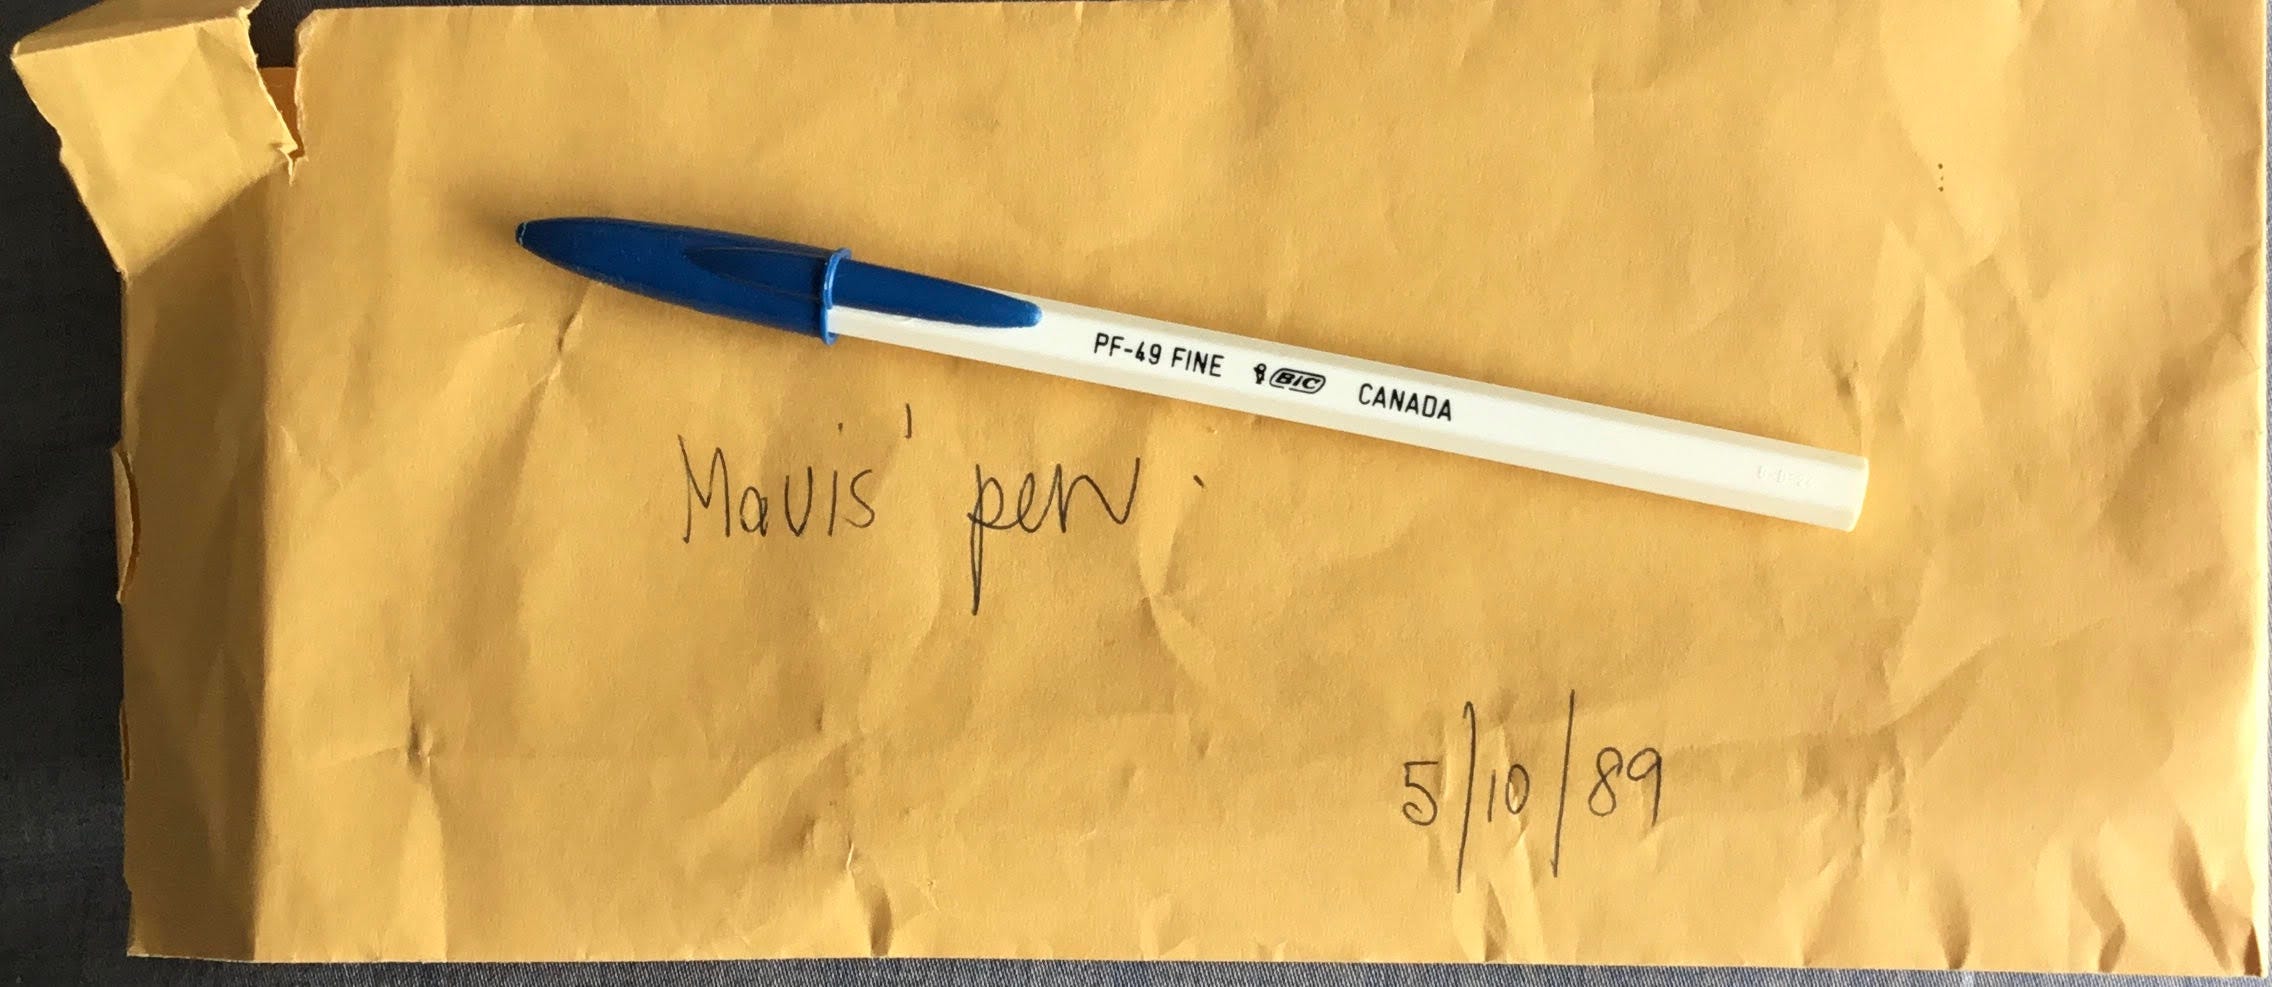 PF-49 FINE BiC CANADA
Mavis' pen.
5/10/89